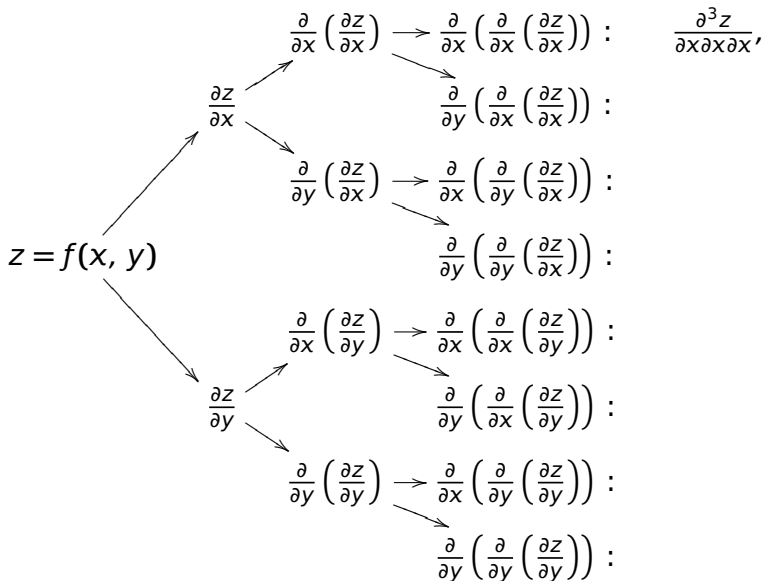 ∂/∂x (∂z/∂x) → ∂/∂x (∂/∂x (∂z/∂x)) : ∂³z/∂x∂x∂x,
∂z/∂x ∂/∂y (∂/∂x (∂z/∂x)) :
∂/∂y (∂z/∂x) → ∂/∂x (∂/∂y (∂z/∂x)) :
z = f(x, y) ∂/∂y (∂/∂y (∂z/∂x)) :
∂/∂x (∂z/∂y) → ∂/∂x (∂/∂x (∂z/∂y)) :
∂z/∂y ∂/∂y (∂/∂x (∂z/∂y)) :
∂/∂y (∂z/∂y) → ∂/∂x (∂/∂y (∂z/∂y)) :
∂/∂y (∂/∂y (∂z/∂y)) :